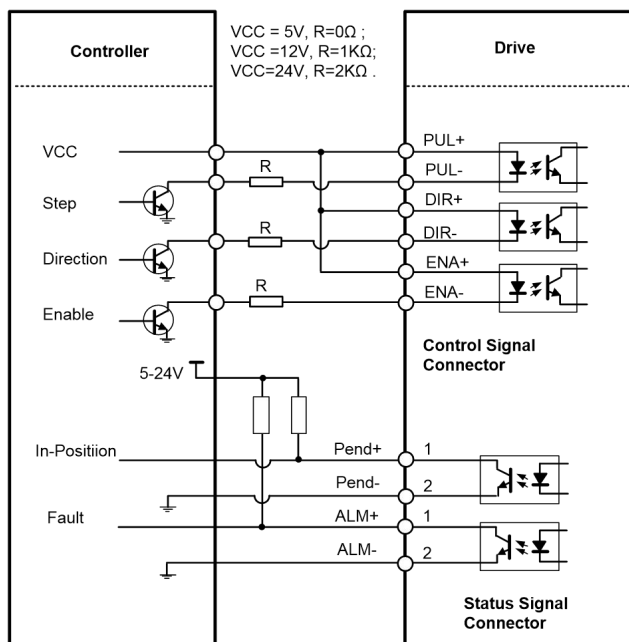 Controller
VCC = 5V, R=0Ω ;
VCC =12V, R=1KΩ;
VCC=24V, R=2KΩ .
Drive
VCC
PUL+
R
PUL-
Step
DIR+
R
DIR-
Direction
ENA+
R
ENA-
Enable
Control Signal
Connector
5-24V
In-Positiion
Pend+
1
Pend-
2
Fault
ALM+
1
ALM-
2
Status Signal
Connector